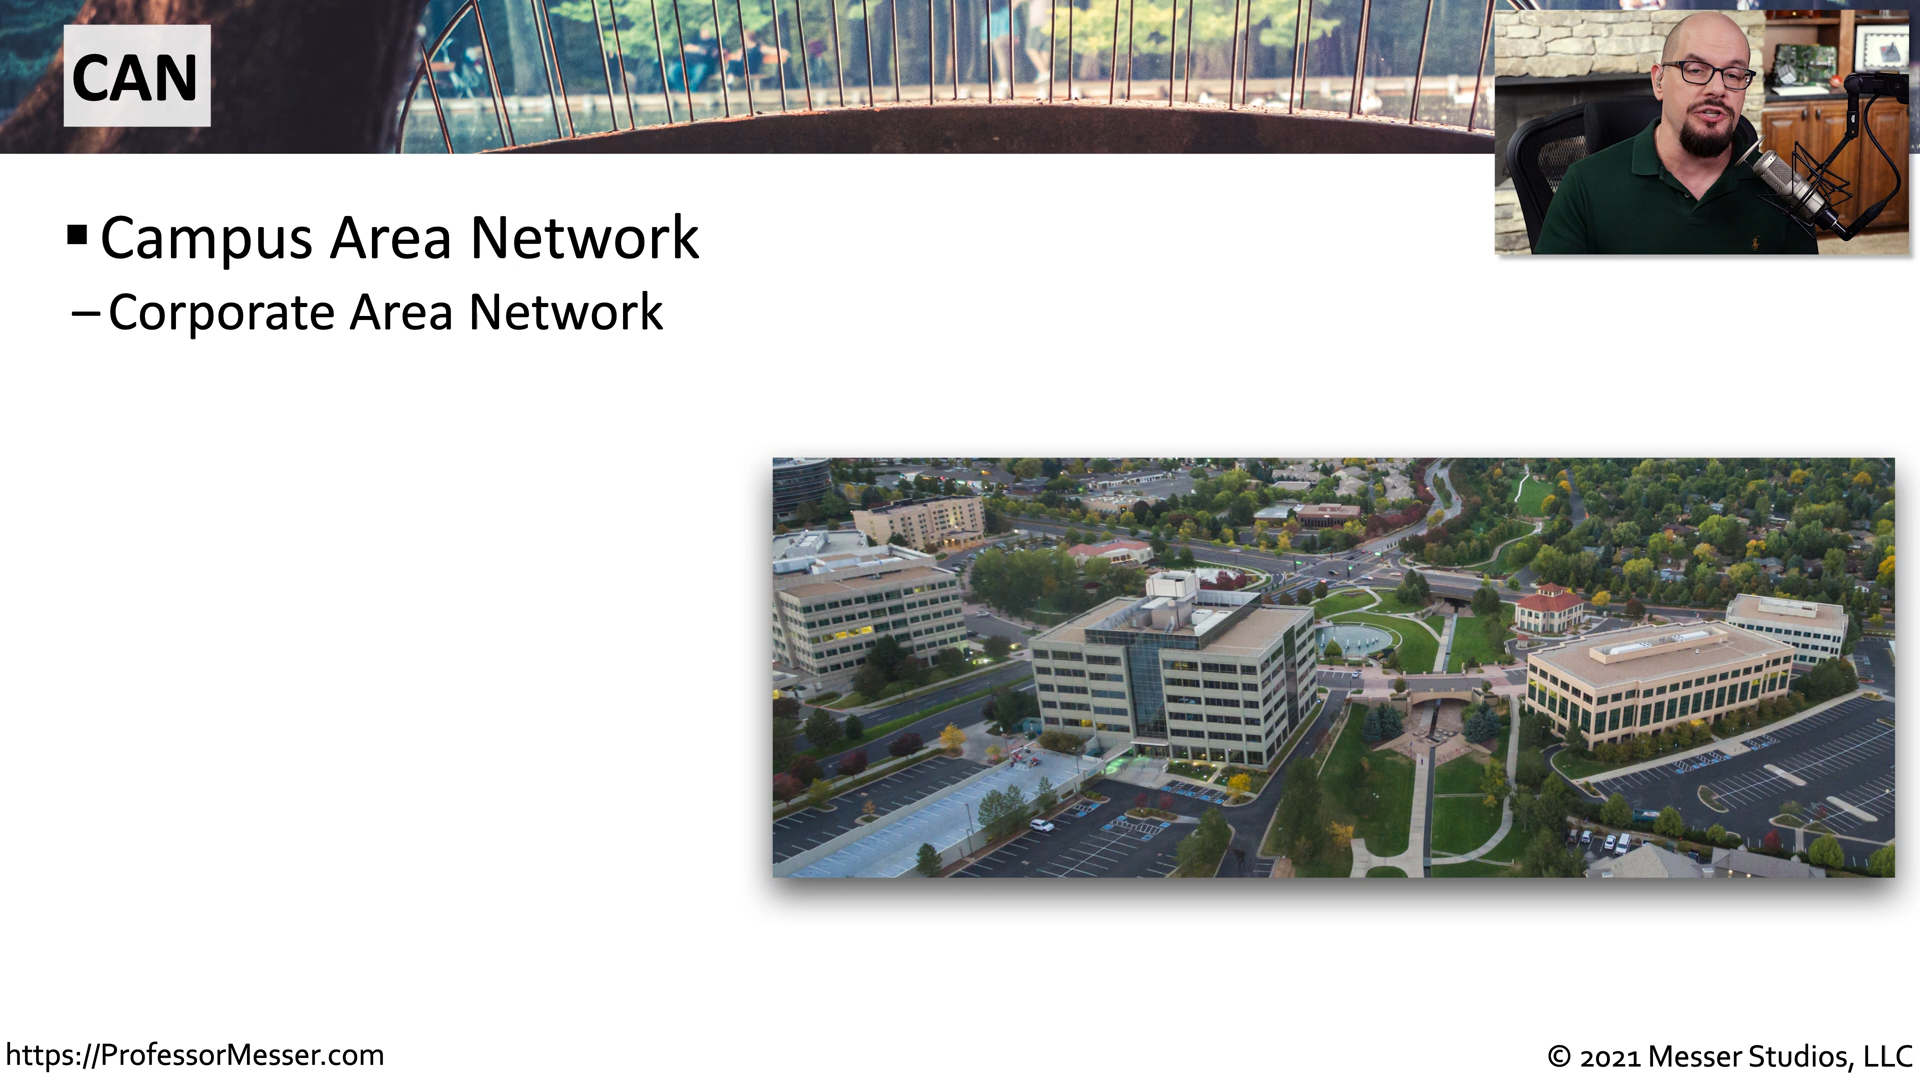 CAN
▪ Campus Area Network
– Corporate Area Network
https://ProfessorMesser.com
© 2021 Messer Studios, LLC